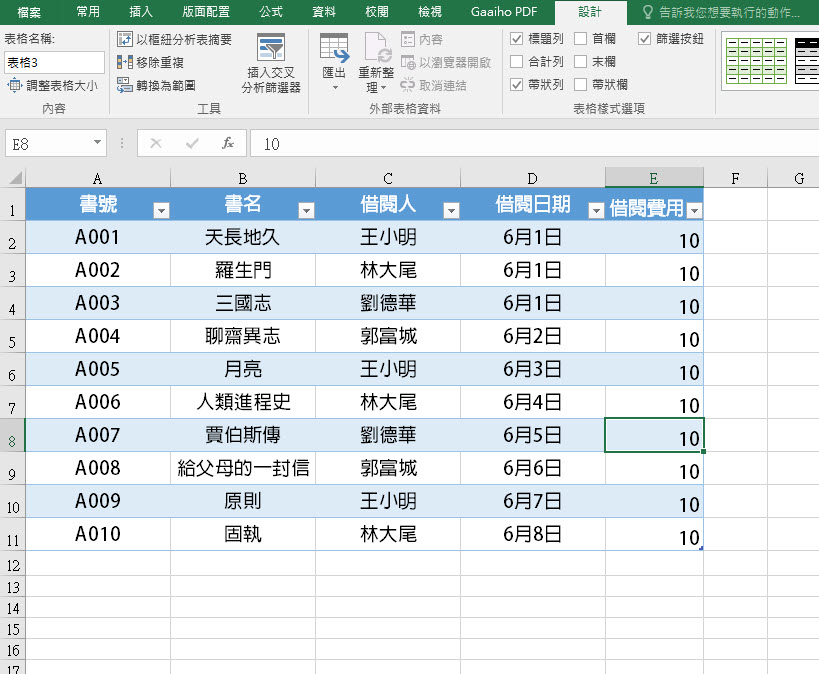 檔案 常用 插入 版面配置 公式 資料 校閱 檢視 Gaaiho PDF 設計 告訴我您想要執行的動作...
表格名稱:
表格3
調整表格大小
內容
以樞紐分析表摘要
移除重複
轉換為範圍
插入交叉
分析篩選器
工具
匯出
重新整
理
內容
以瀏覽器開啟
取消連結
外部表格資料
標題列 首欄 篩選按鈕
合計列 末欄
帶狀列 帶狀欄
表格樣式選項
E8 fx 10
A B C D E F G
1 書號 書名 借閱人 借閱日期 借閱費用
2 A001 天長地久 王小明 6月1日 10
3 A002 羅生門 林大尾 6月1日 10
4 A003 三國志 劉德華 6月1日 10
5 A004 聊齋異志 郭富城 6月2日 10
6 A005 月亮 王小明 6月3日 10
7 A006 人類進程史 林大尾 6月4日 10
8 A007 賈伯斯傳 劉德華 6月5日 10
9 A008 給父母的一封信 郭富城 6月6日 10
10 A009 原則 王小明 6月7日 10
11 A010 固執 林大尾 6月8日 10
12
13
14
15
16
17